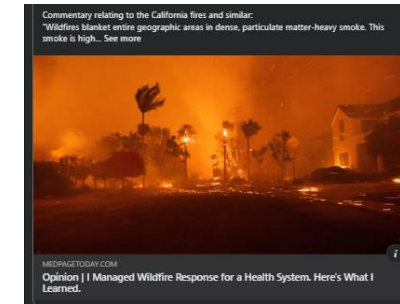 Commentary relating to the California fires and similar:
"Wildfires blanket entire geographic areas in dense, particulate matter-heavy smoke. This
smoke is high... See more
i
MEDPAGETODAY.COM
Opinion | I Managed Wildfire Response for a Health System. Here's What I
Learned.